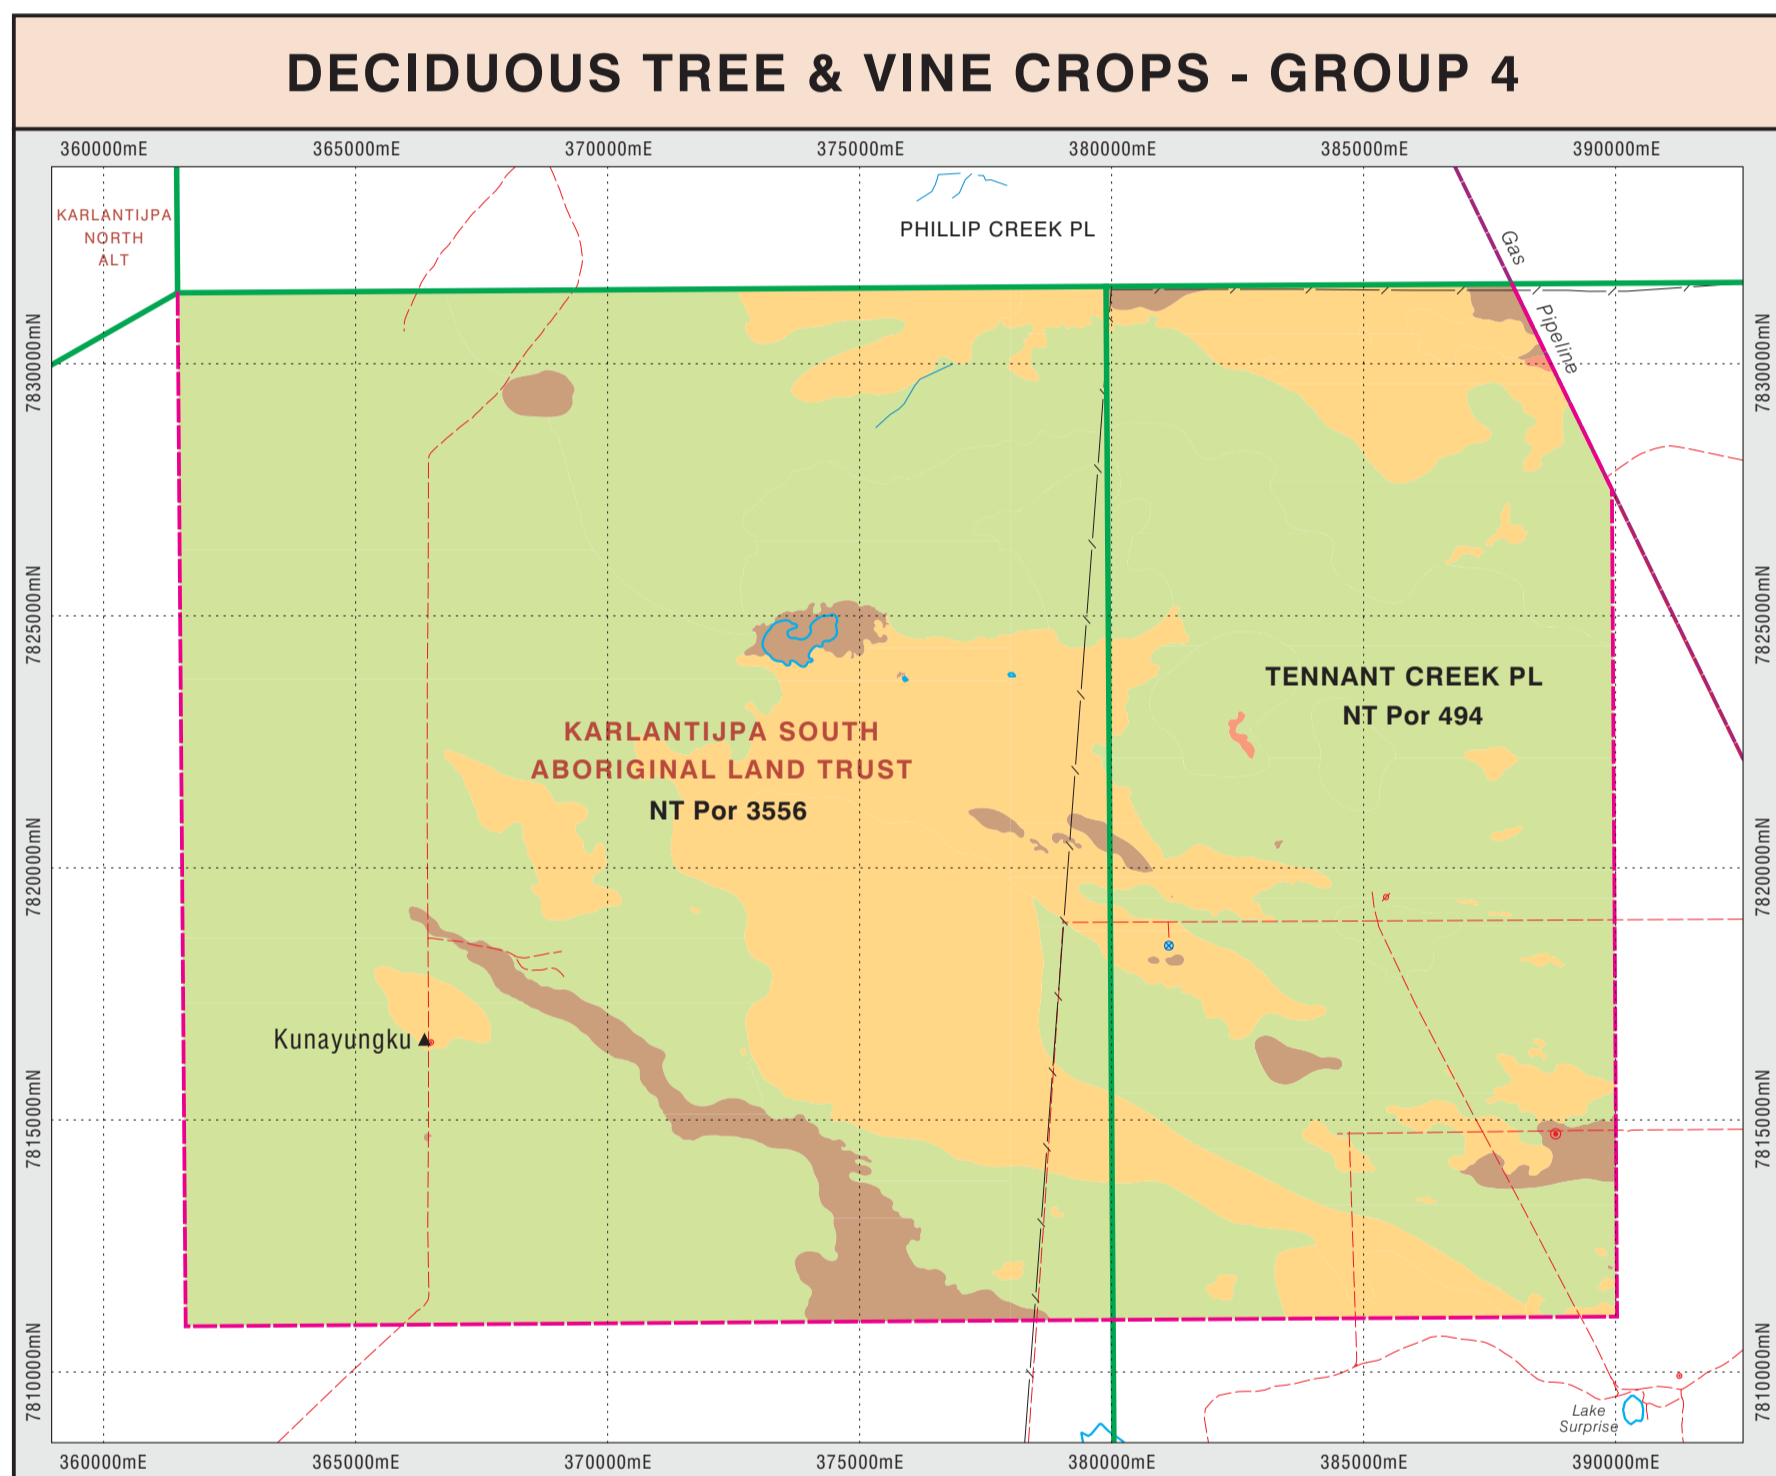 DECIDUOUS TREE & VINE CROPS - GROUP 4
360000mE 365000mE 370000mE 375000mE 380000mE 385000mE 390000mE
KARLANTIJPA
NORTH
ALT
PHILLIP CREEK PL
Gas
Pipeline
7830000mN
7830000mN
7825000mN
7825000mN
TENNANT CREEK PL
NT Por 494
KARLANTIJPA SOUTH
ABORIGINAL LAND TRUST
NT Por 3556
7820000mN
7820000mN
Kunayungku
7815000mN
7815000mN
7810000mN
7810000mN
Lake
Surprise
360000mE 365000mE 370000mE 375000mE 380000mE 385000mE 390000mE